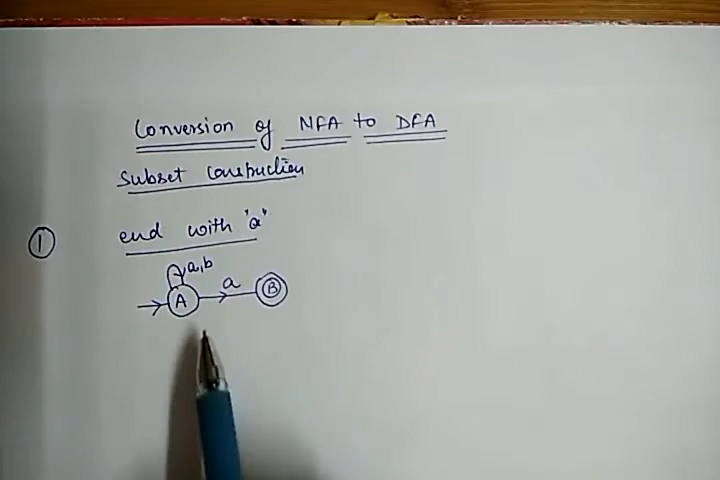 Conversion of NFA to DFA
Subset Construction
① end with "a"
a,b
A a B